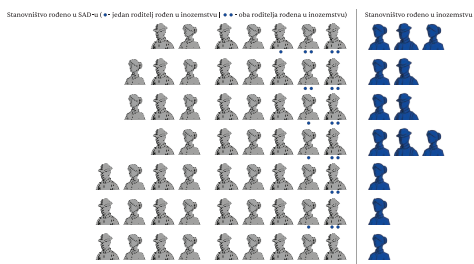 Stanovništvo rođeno u SAD-u ( •- jedan roditelj rođen u inozemstvu | • •- oba roditelja rođena u inozemstvu)
Stanovništvo rođeno u inozemstvu